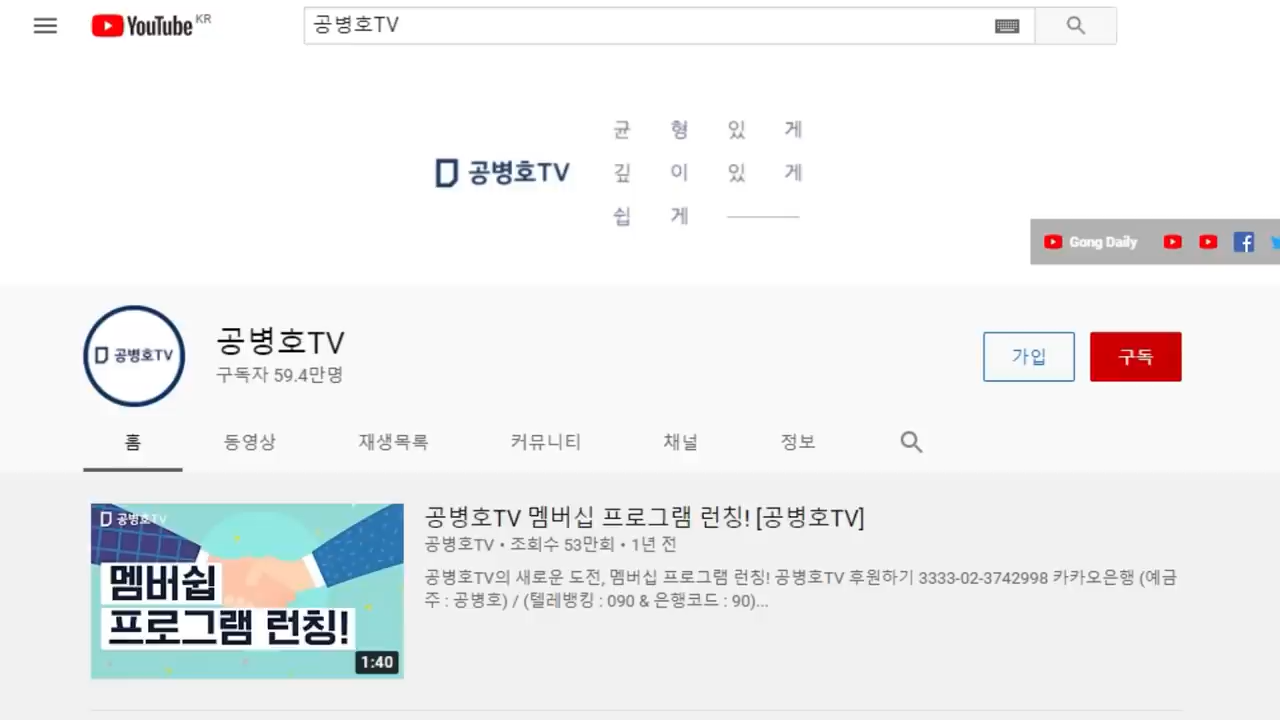 YouTube KR
공병호TV
균 형 있 게
공병호TV
깊 이 있 게
쉽 게
Gong Daily
공병호TV
공병호TV
구독자 59.4만명
가입
구독
홈 동영상 재생목록 커뮤니티 채널 정보
공병호TV
멤버쉽
프로그램 런칭!
1:40
공병호TV 멤버십 프로그램 런칭! [공병호TV]
공병호TV • 조회수 53만회 • 1년 전
공병호TV의 새로운 도전, 멤버십 프로그램 런칭! 공병호TV 후원하기 3333-02-3742998 카카오은행 (예금
주 : 공병호) / (텔레뱅킹 : 090 & 은행코드 : 90)...